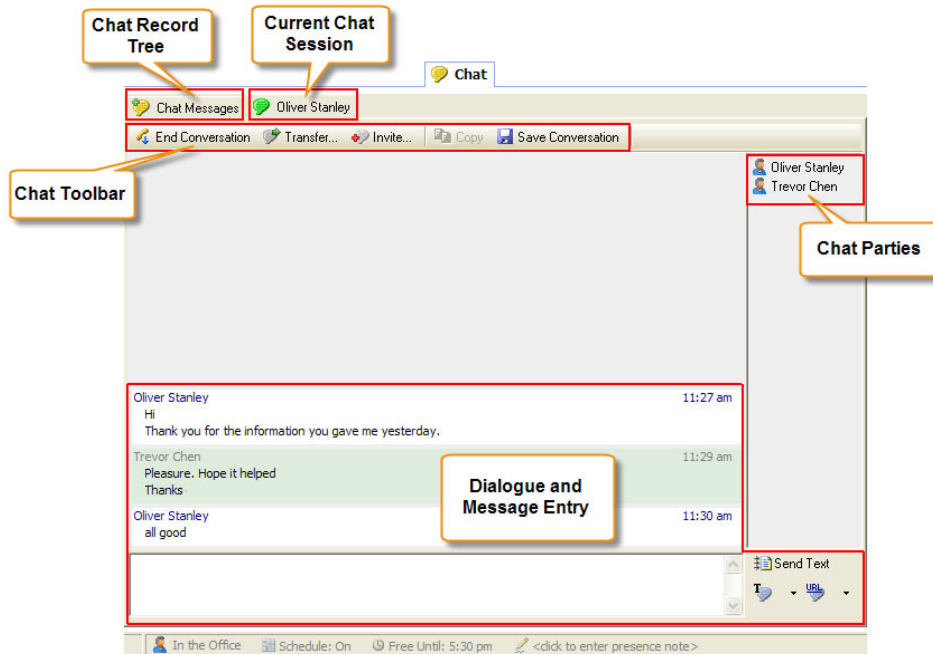 Chat Record
Tree
Current Chat
Session
Chat
Chat Messages
Oliver Stanley
End Conversation Transfer... Invite... Copy Save Conversation
Chat Toolbar
Oliver Stanley
Trevor Chen
Chat Parties
Oliver Stanley 11:27 am
Hi
Thank you for the information you gave me yesterday.
Trevor Chen 11:29 am
Pleasure. Hope it helped
Thanks
Dialogue and
Message Entry
Oliver Stanley 11:30 am
all good
Send Text
T URL
In the Office Schedule: On Free Until: 5:30 pm <click to enter presence note>